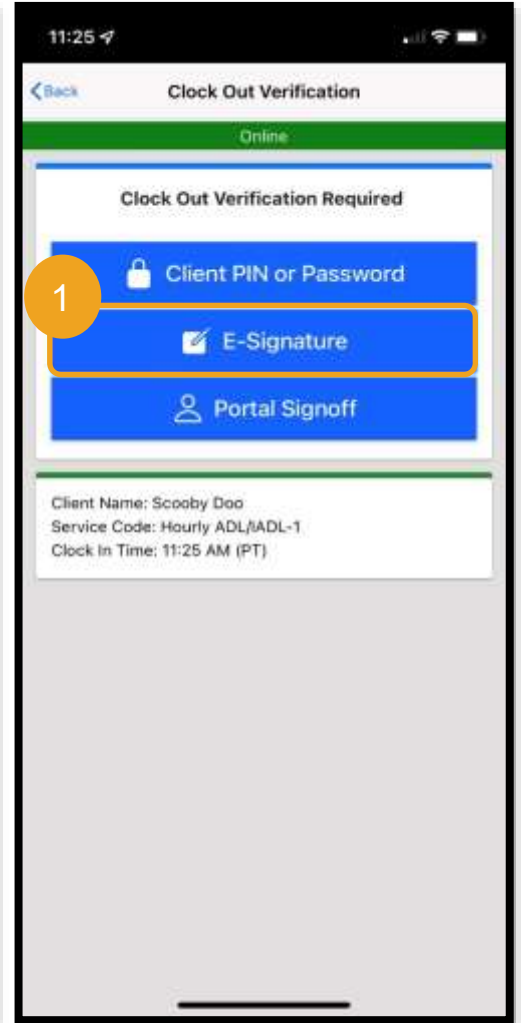 11:25
Back
Clock Out Verification
Online
Clock Out Verification Required
Client PIN or Password
1
E-Signature
Portal Signoff
Client Name: Scooby Doo
Service Code: Hourly ADL/IADL-1
Clock In Time: 11:25 AM (PT)